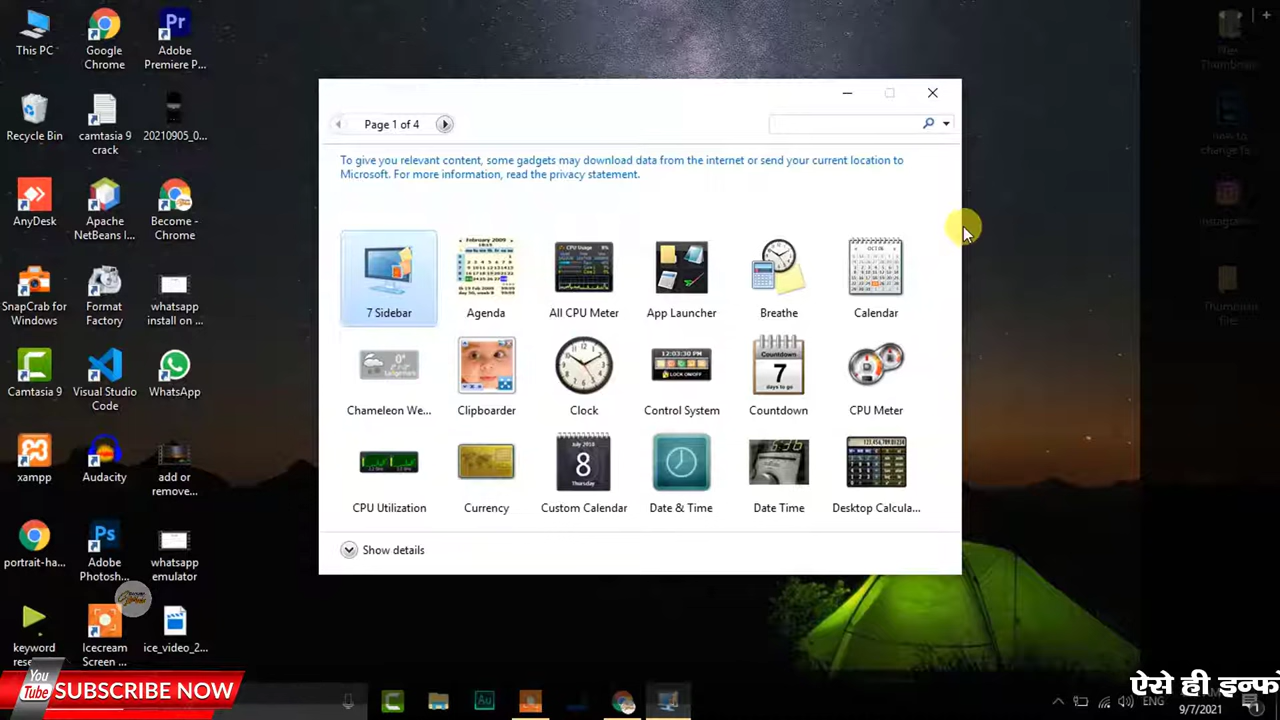 This PC
Google
Chrome
Adobe
Premiere P...
Recycle Bin
camtasia 9
crack
20210905_0...
AnyDesk
Apache
NetBeans I...
Become -
Chrome
SnapCrab for
Windows
Format
Factory
whatsapp
install on ...
Camtasia 9
Visual Studio
Code
WhatsApp
xampp
Audacity
add or
remove...
portrait-ha...
Adobe
Photosh...
whatsapp
emulator
keyword
rese...
Icecream
Screen ...
ice_video_2...
Page 1 of 4
To give you relevant content, some gadgets may download data from the internet or send your current location to
Microsoft. For more information, read the privacy statement.
7 Sidebar
Agenda
All CPU Meter
App Launcher
Breathe
Calendar
Chameleon We...
Clipboarder
Clock
Control System
Countdown
CPU Meter
CPU Utilization
Currency
Custom Calendar
Date & Time
Date Time
Desktop Calcula...
Show details
You
Tube
SUBSCRIBE NOW
ऐसे ही इन्फो
ENG
9/7/2021